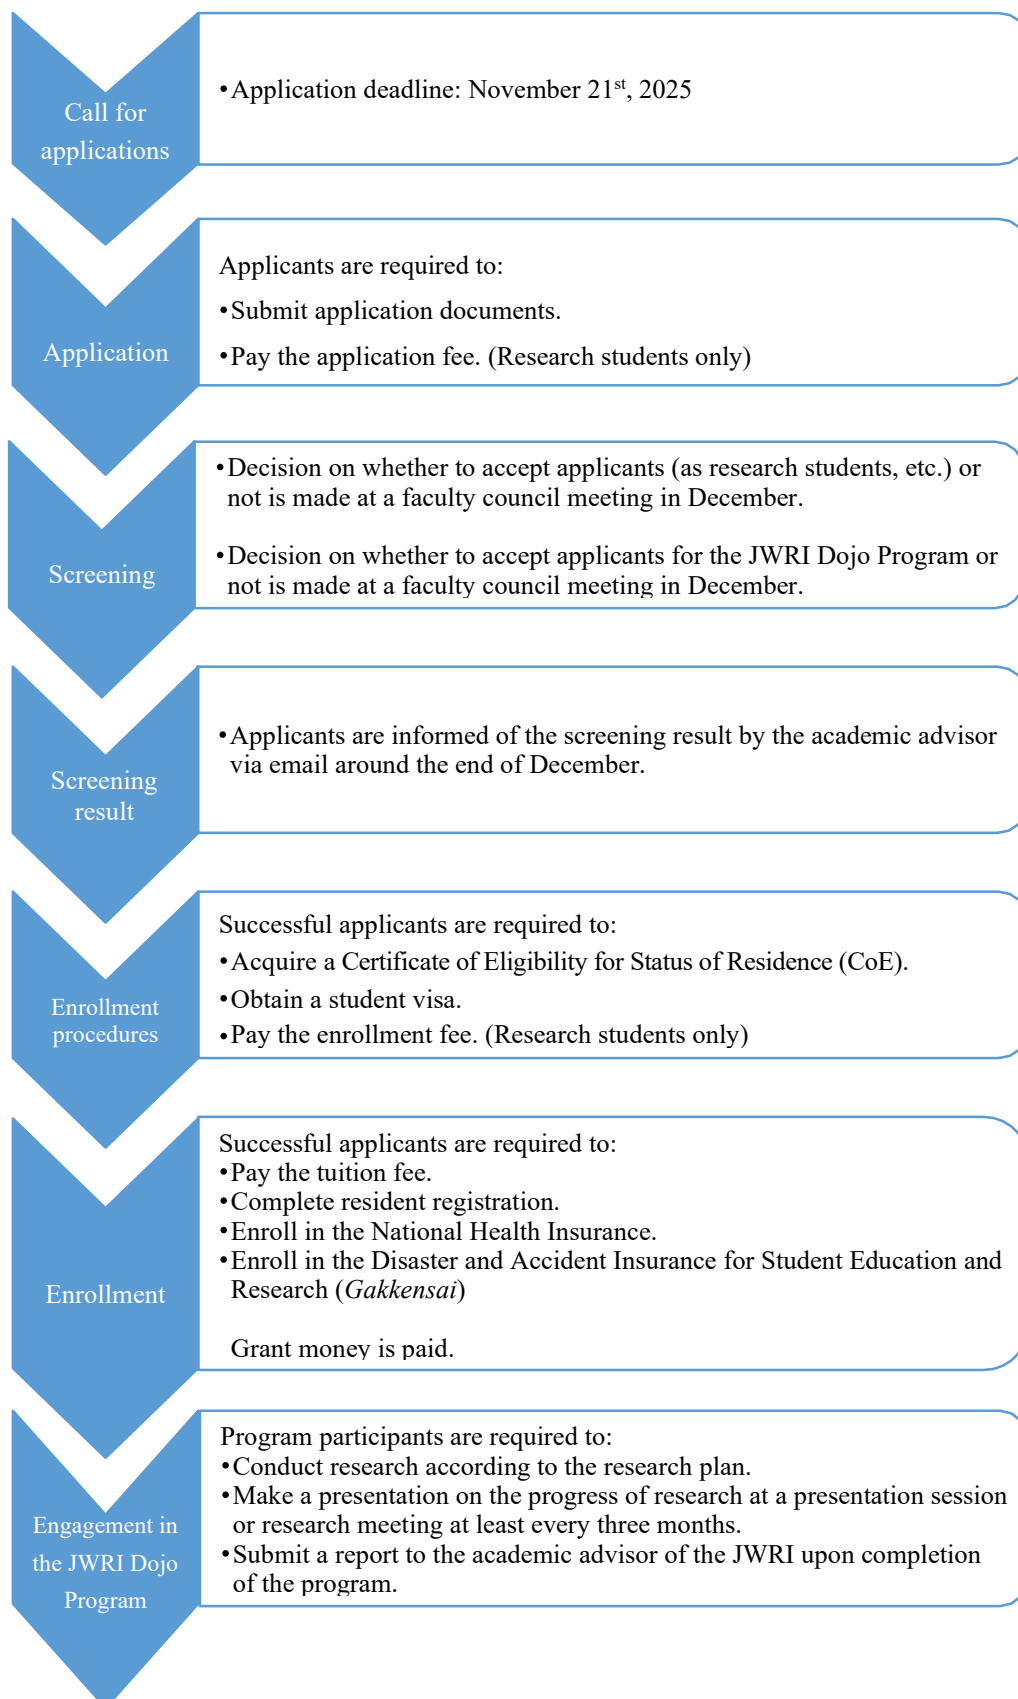 Call for
applications
•Application deadline: November 21st, 2025
Application
Applicants are required to:
•Submit application documents.
•Pay the application fee. (Research students only)
Screening
•Decision on whether to accept applicants (as research students, etc.) or
not is made at a faculty council meeting in December.
•Decision on whether to accept applicants for the JWRI Dojo Program or
not is made at a faculty council meeting in December.
Screening
result
•Applicants are informed of the screening result by the academic advisor
via email around the end of December.
Enrollment
procedures
Successful applicants are required to:
•Acquire a Certificate of Eligibility for Status of Residence (CoE).
•Obtain a student visa.
•Pay the enrollment fee. (Research students only)
Enrollment
Successful applicants are required to:
•Pay the tuition fee.
•Complete resident registration.
•Enroll in the National Health Insurance.
•Enroll in the Disaster and Accident Insurance for Student Education and
Research (Gakkensai)
Grant money is paid.
Engagement in
the JWRI Dojo
Program
Program participants are required to:
•Conduct research according to the research plan.
•Make a presentation on the progress of research at a presentation session
or research meeting at least every three months.
•Submit a report to the academic advisor of the JWRI upon completion
of the program.